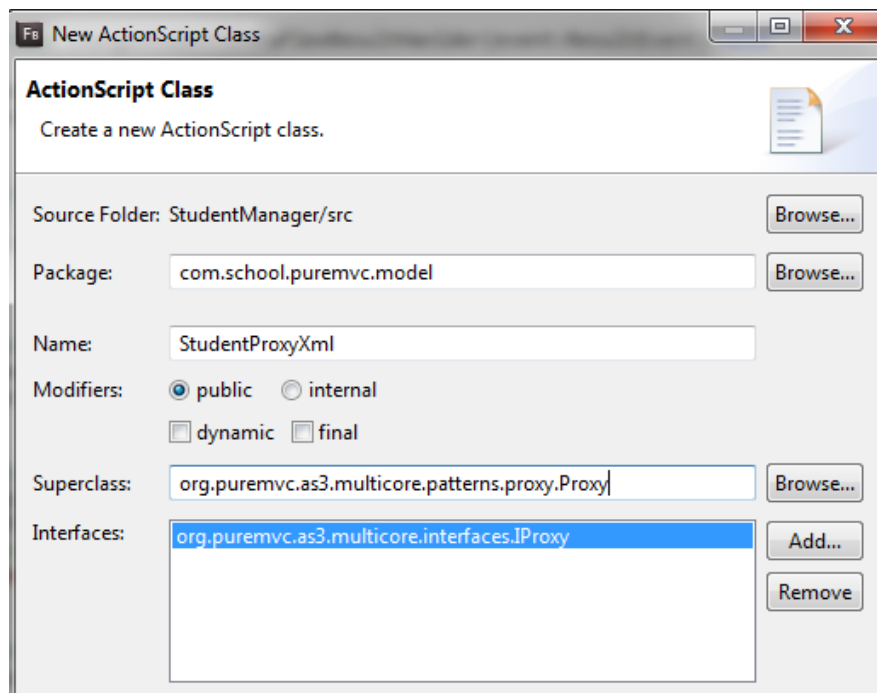 FB New ActionScript Class
ActionScript Class
Create a new ActionScript class.
Source Folder: StudentManager/src Browse...
Package: com.school.puremvc.model Browse...
Name: StudentProxyXml
Modifiers: public internal
dynamic final
Superclass: org.puremvc.as3.multicore.patterns.proxy.Proxy Browse...
Interfaces: org.puremvc.as3.multicore.interfaces.IProxy Add...
Remove